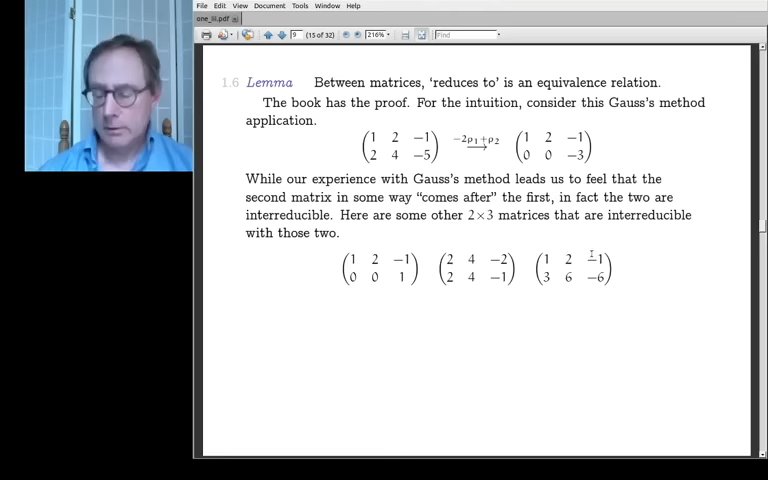 File Edit View Document Tools Window Help
one_iii.pdf
9 (15 of 32) 216% Find
1.6 Lemma Between matrices, ‘reduces to’ is an equivalence relation.
The book has the proof. For the intuition, consider this Gauss’s method
application.
1 2 −1 −2ρ1+ρ2 1 2 −1
2 4 −5 ⟶ 0 0 −3
While our experience with Gauss’s method leads us to feel that the
second matrix in some way “comes after” the first, in fact the two are
interreducible. Here are some other 2×3 matrices that are interreducible
with those two.
1 2 −1 2 4 −2 1 2 −1
0 0 1 2 4 −1 3 6 −6